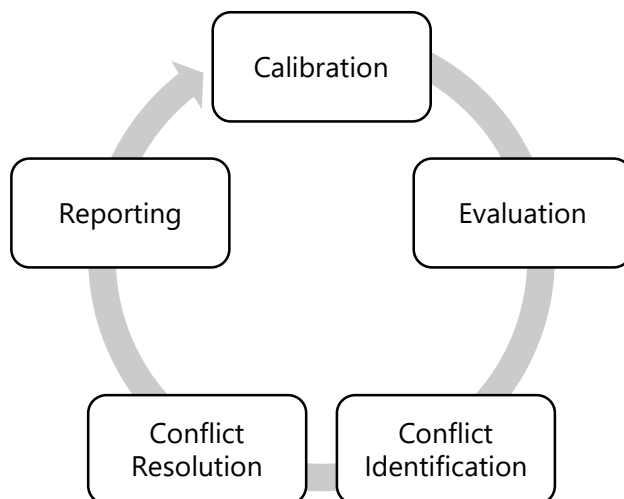 Calibration
Evaluation
Conflict
Identification
Conflict
Resolution
Reporting